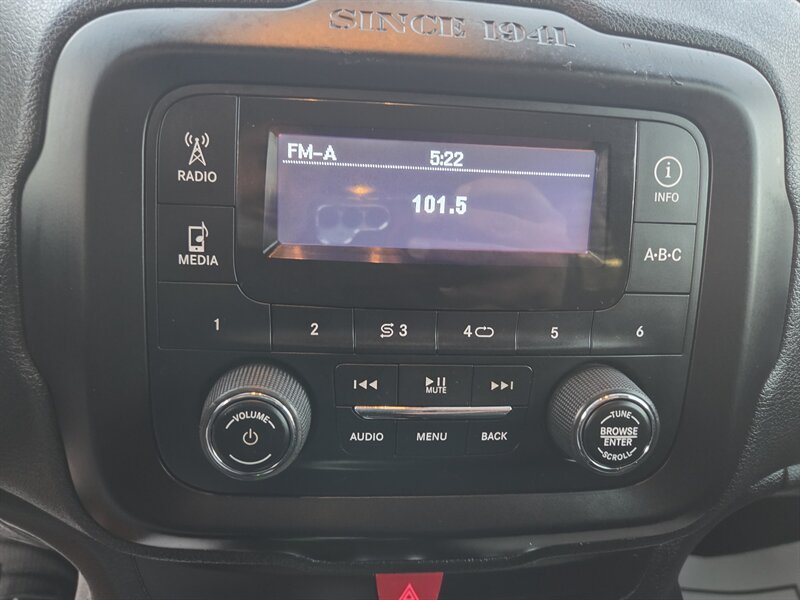 SINCE 1941
FM-A 5:22
101.5
RADIO
INFO
MEDIA
A·B·C
1 2 3 4 5 6
MUTE
VOLUME
AUDIO MENU BACK
TUNE
BROWSE
ENTER
SCROLL